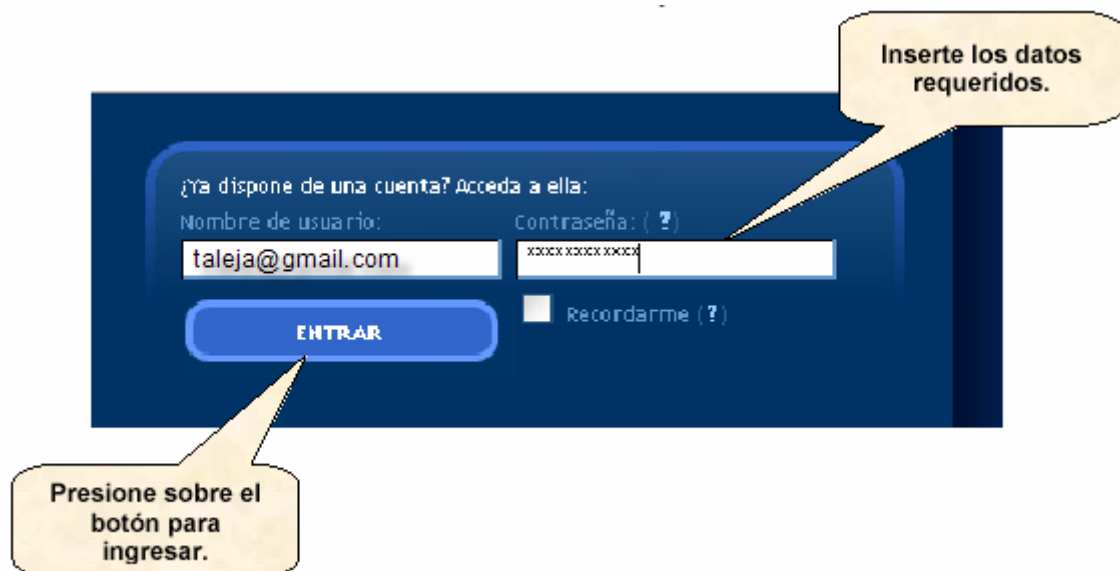 Inserte los datos
requeridos.
¿Ya dispone de una cuenta? Acceda a ella:
Nombre de usuario:
Contraseña: ( ? )
taleja@gmail.com
xxxxxxxxxxxx
ENTRAR
Recordarme (?)
Presione sobre el
botón para
ingresar.